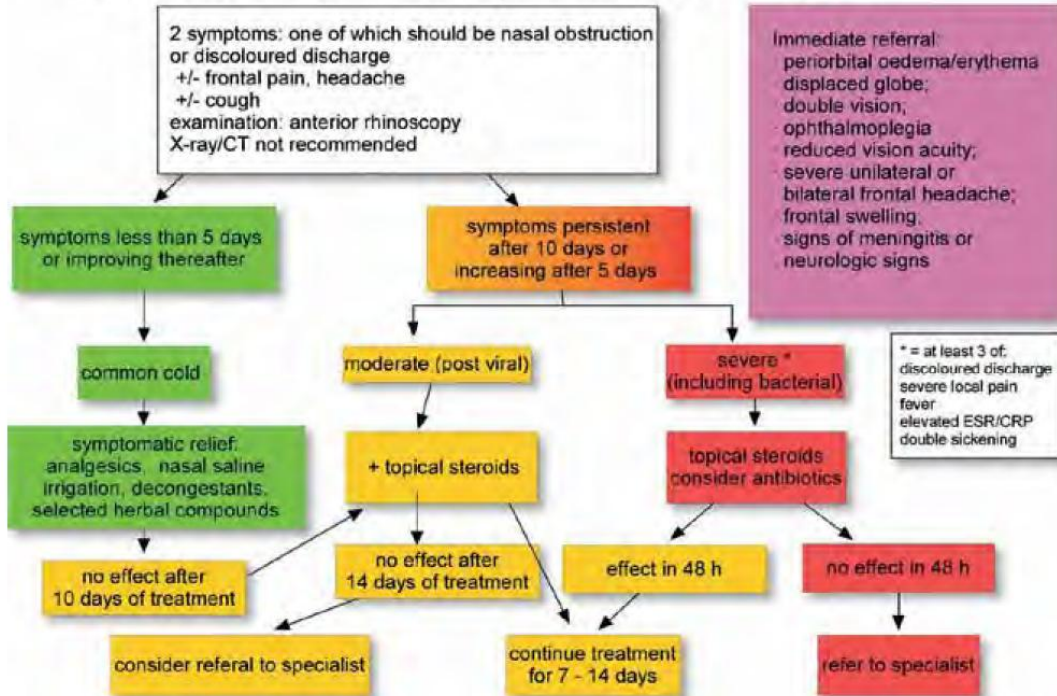 2 symptoms: one of which should be nasal obstruction
or discoloured discharge
+/- frontal pain, headache
+/- cough
examination: anterior rhinoscopy
X-ray/CT not recommended
Immediate referral:
periorbital oedema/erythema
displaced globe;
double vision;
ophthalmoplegia
reduced vision acuity;
severe unilateral or
bilateral frontal headache;
frontal swelling;
signs of meningitis or
neurologic signs
symptoms less than 5 days
or improving thereafter
symptoms persistent
after 10 days or
increasing after 5 days
common cold
moderate (post viral)
severe *
(including bacterial)
* = at least 3 of:
discoloured discharge
severe local pain
fever
elevated ESR/CRP
double sickening
symptomatic relief:
analgesics, nasal saline
irrigation, decongestants,
selected herbal compounds
+ topical steroids
topical steroids
consider antibiotics
no effect after
10 days of treatment
no effect after
14 days of treatment
effect in 48 h
no effect in 48 h
consider referal to specialist
continue treatment
for 7 - 14 days
refer to specialist